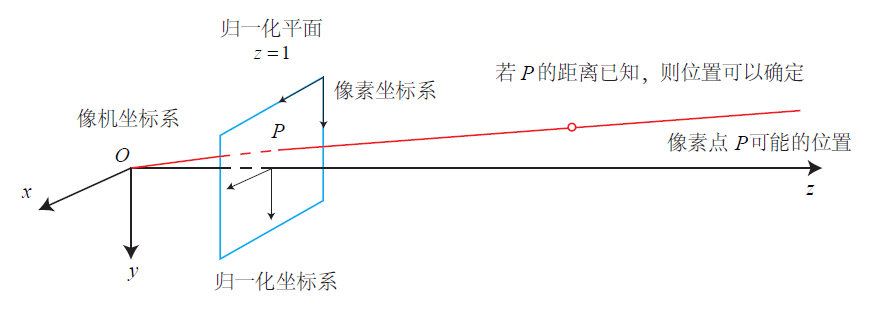 归一化平面
z=1
若 P 的距离已知，则位置可以确定
像素坐标系
像机坐标系
P
像素点 P 可能的位置
O
x
z
y
归一化坐标系